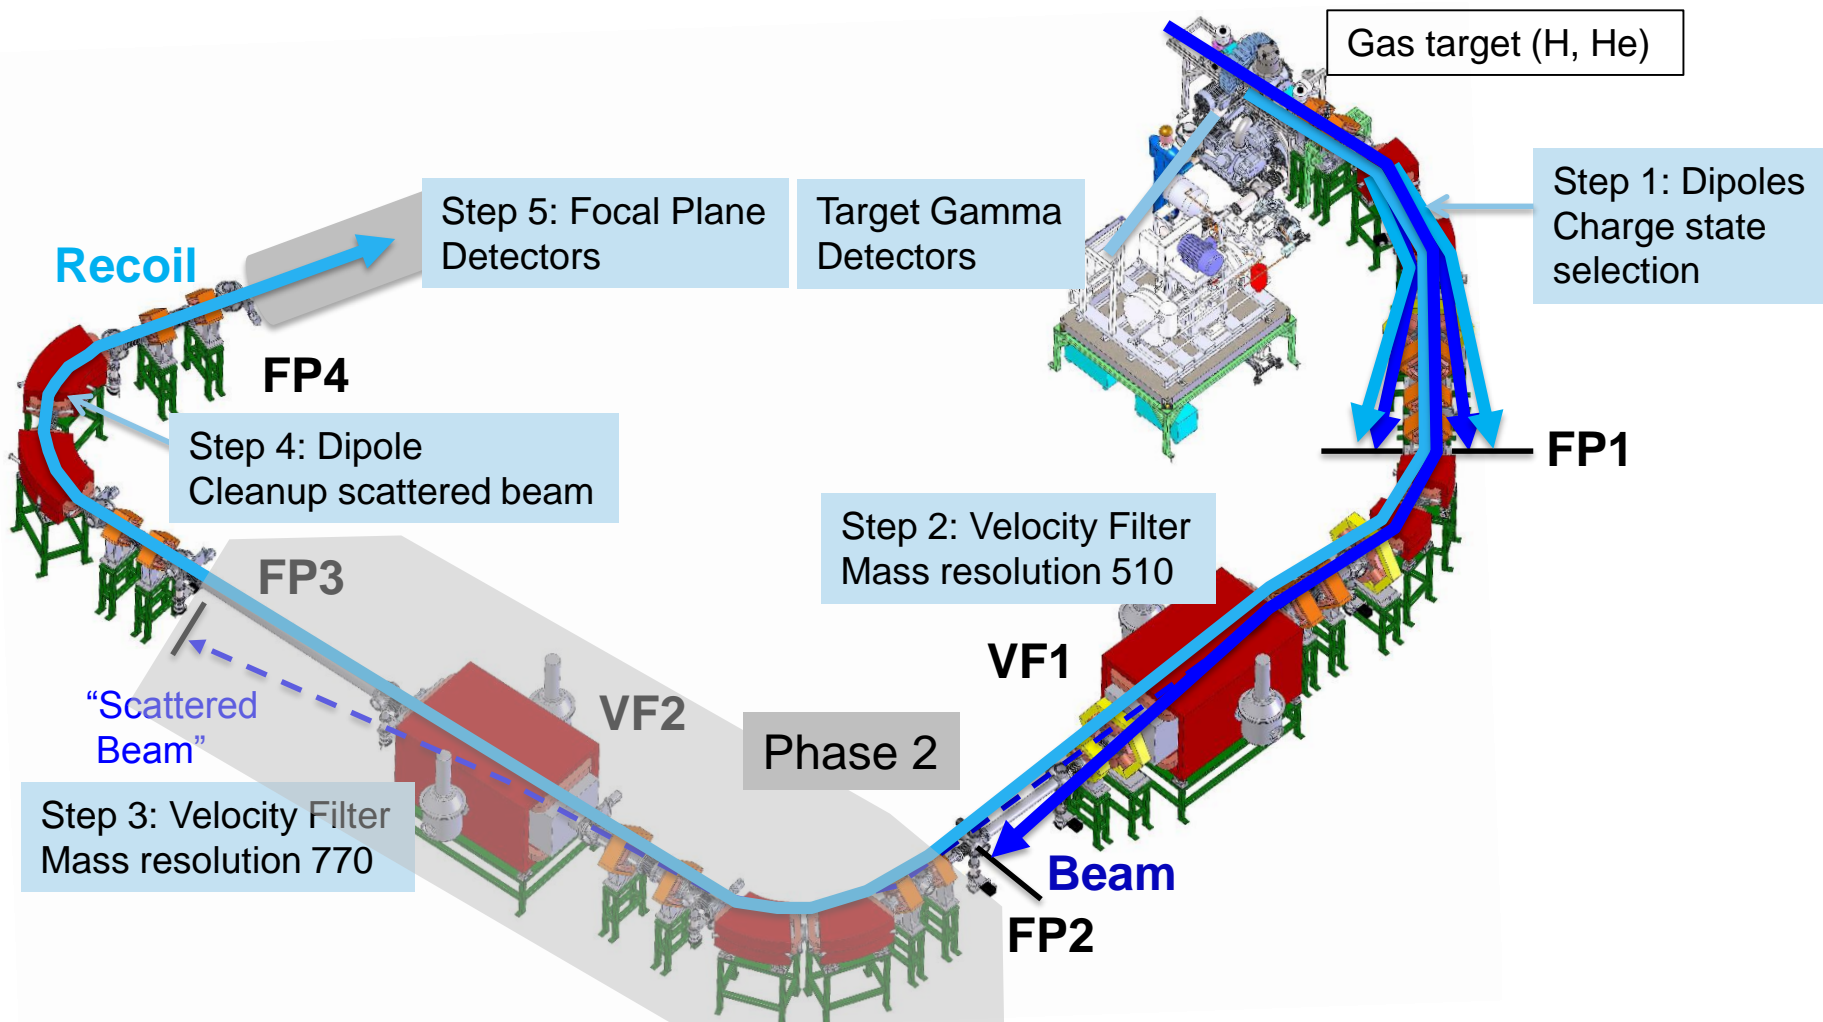 Gas target (H, He)
Step 1: Dipoles
Charge state
selection
Step 5: Focal Plane
Detectors
Target Gamma
Detectors
Recoil
FP4
FP1
Step 4: Dipole
Cleanup scattered beam
Step 2: Velocity Filter
Mass resolution 510
FP3
VF1
VF2
“Scattered
Beam”
Phase 2
Step 3: Velocity Filter
Mass resolution 770
Beam
FP2